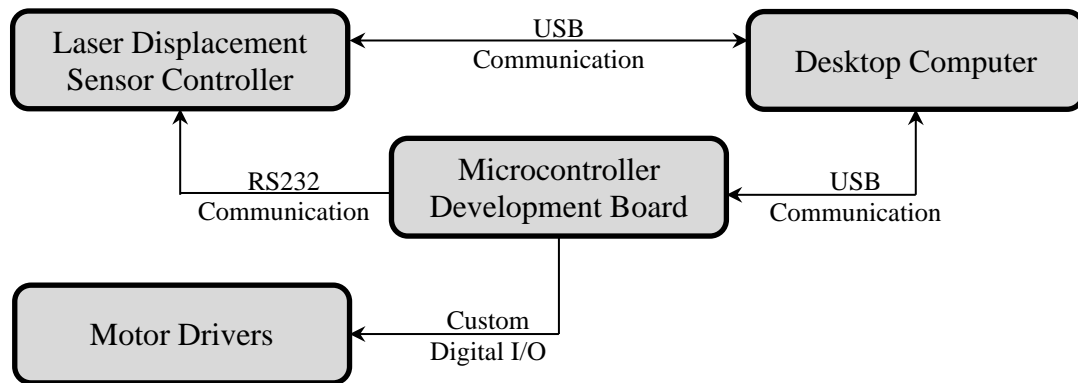 Laser Displacement
Sensor Controller
USB
Communication
Desktop Computer
Microcontroller
Development Board
RS232
Communication
USB
Communication
Motor Drivers
Custom
Digital I/O